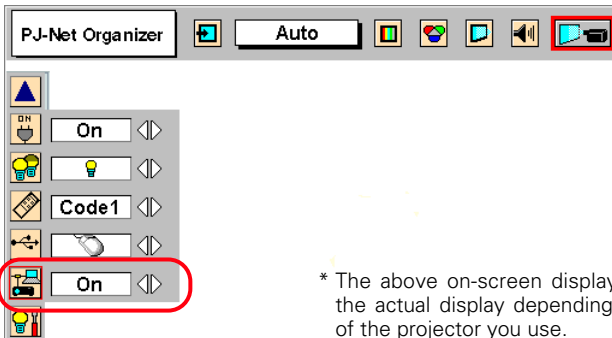 PJ-Net Organizer
Auto
ON
On
Code1
On
* The above on-screen display
the actual display depending
of the projector you use.